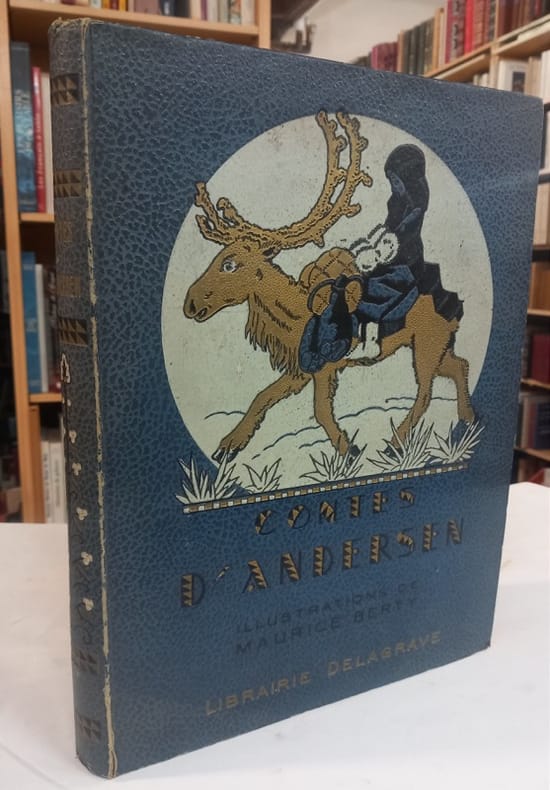 CONTES
D'ANDERSEN
ILLUSTRATIONS DE
MAURICE BERTY
LIBRAIRIE DELAGRAVE